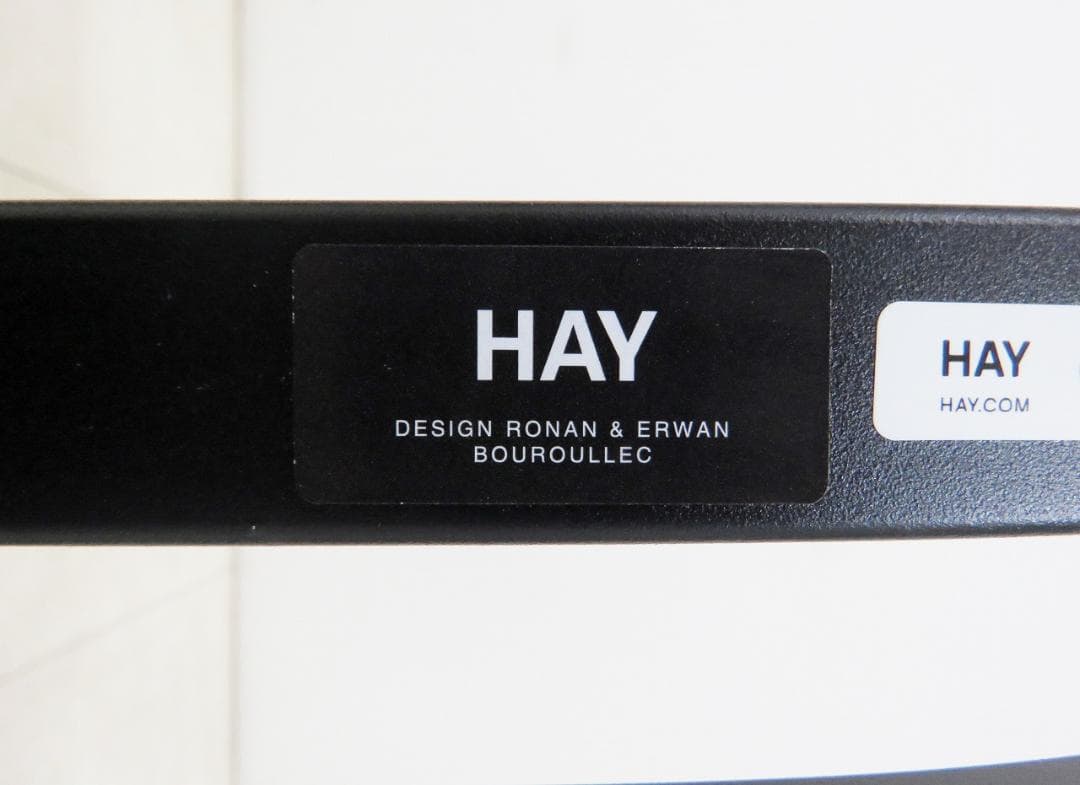 HAY
DESIGN RONAN & ERWAN
BOUROULLEC
HAY
HAY.COM